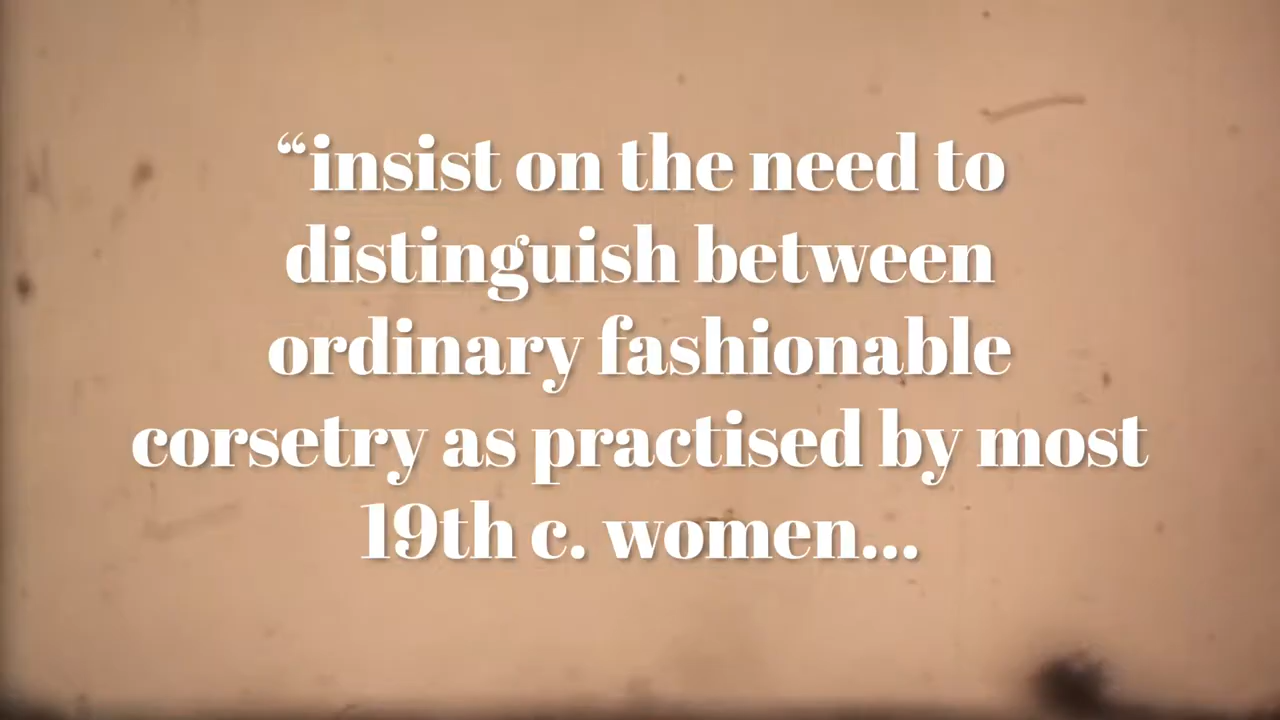 “insist on the need to
distinguish between
ordinary fashionable
corsetry as practised by most
19th c. women...